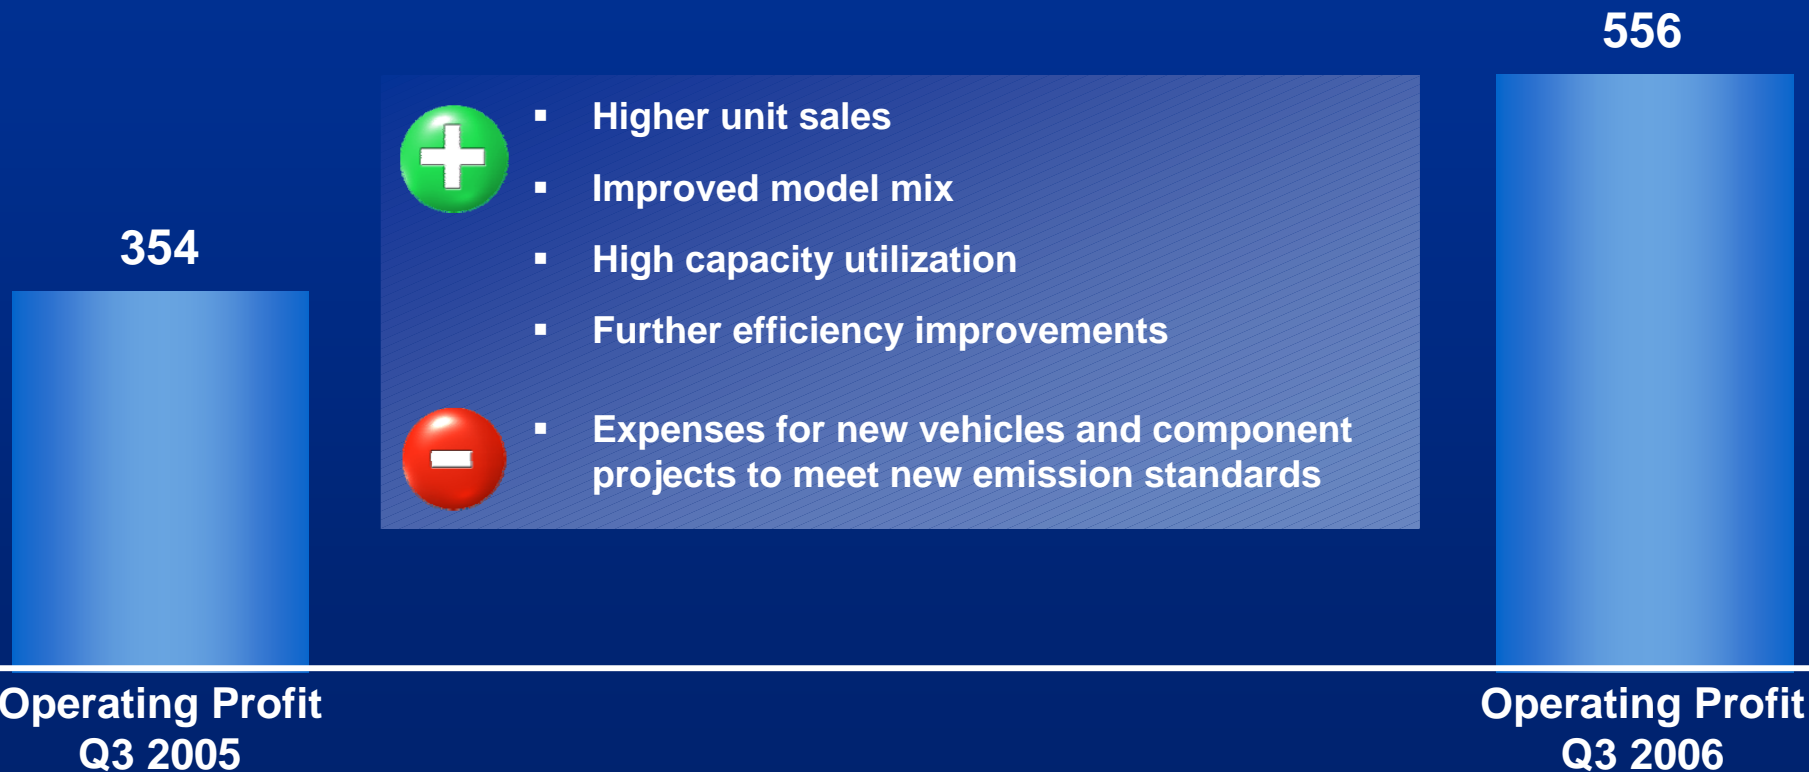 556
354
+
▪ Higher unit sales
▪ Improved model mix
▪ High capacity utilization
▪ Further efficiency improvements
-
▪ Expenses for new vehicles and component
projects to meet new emission standards
Operating Profit
Q3 2005
Operating Profit
Q3 2006